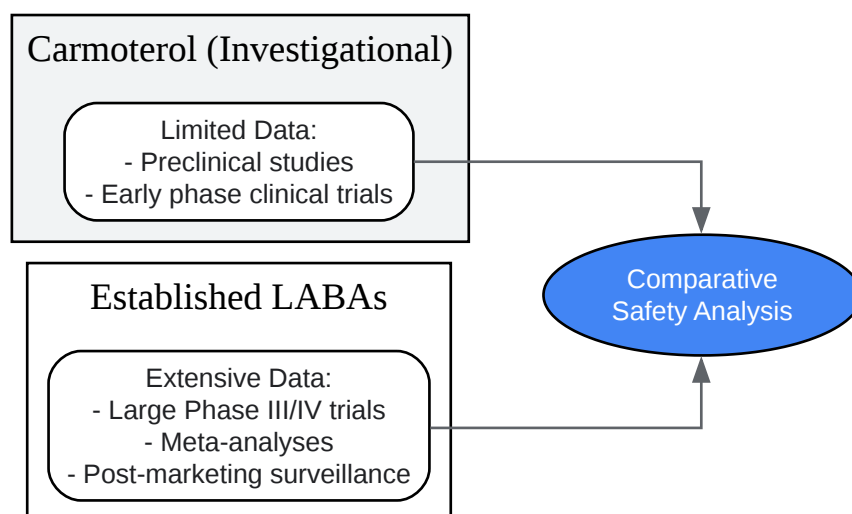 Carmoterol (Investigational)
Limited Data:
- Preclinical studies
- Early phase clinical trials
Established LABAs
Extensive Data:
- Large Phase III/IV trials
- Meta-analyses
- Post-marketing surveillance
Comparative
Safety Analysis